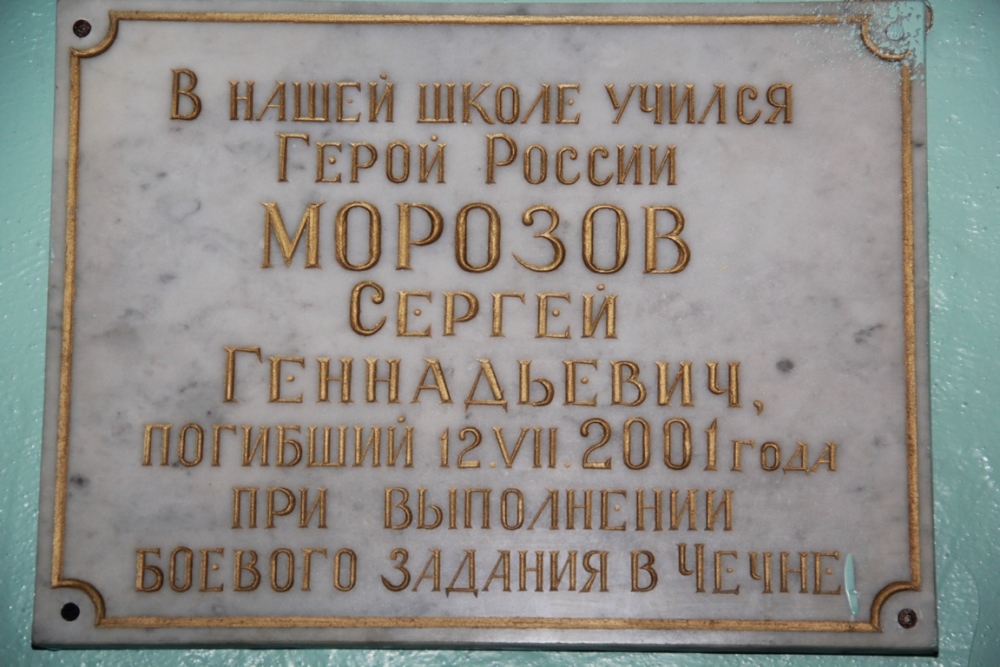 В НАШЕЙ ШКОЛЕ УЧИЛСЯ
ГЕРОЙ РОССИИ
МОРОЗОВ
СЕРГЕЙ
ГЕННАДЬЕВИЧ,
ПОГИБШИЙ 12.VII.2001 ГОДА
ПРИ ВЫПОЛНЕНИИ
БОЕВОГО ЗАДАНИЯ В ЧЕЧНЕ